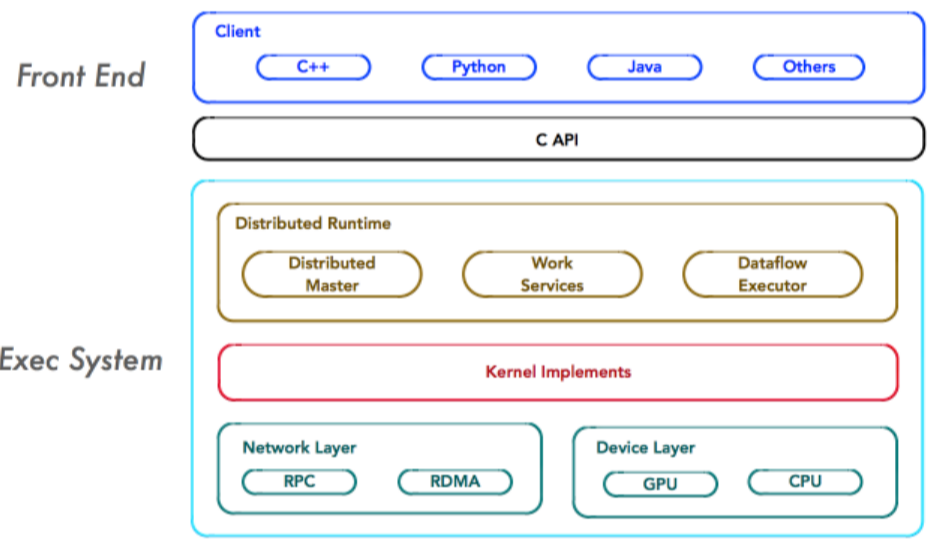 Front End
Client
C++
Python
Java
Others
C API
Exec System
Distributed Runtime
Distributed
Master
Work
Services
Dataflow
Executor
Kernel Implements
Network Layer
RPC
RDMA
Device Layer
GPU
CPU